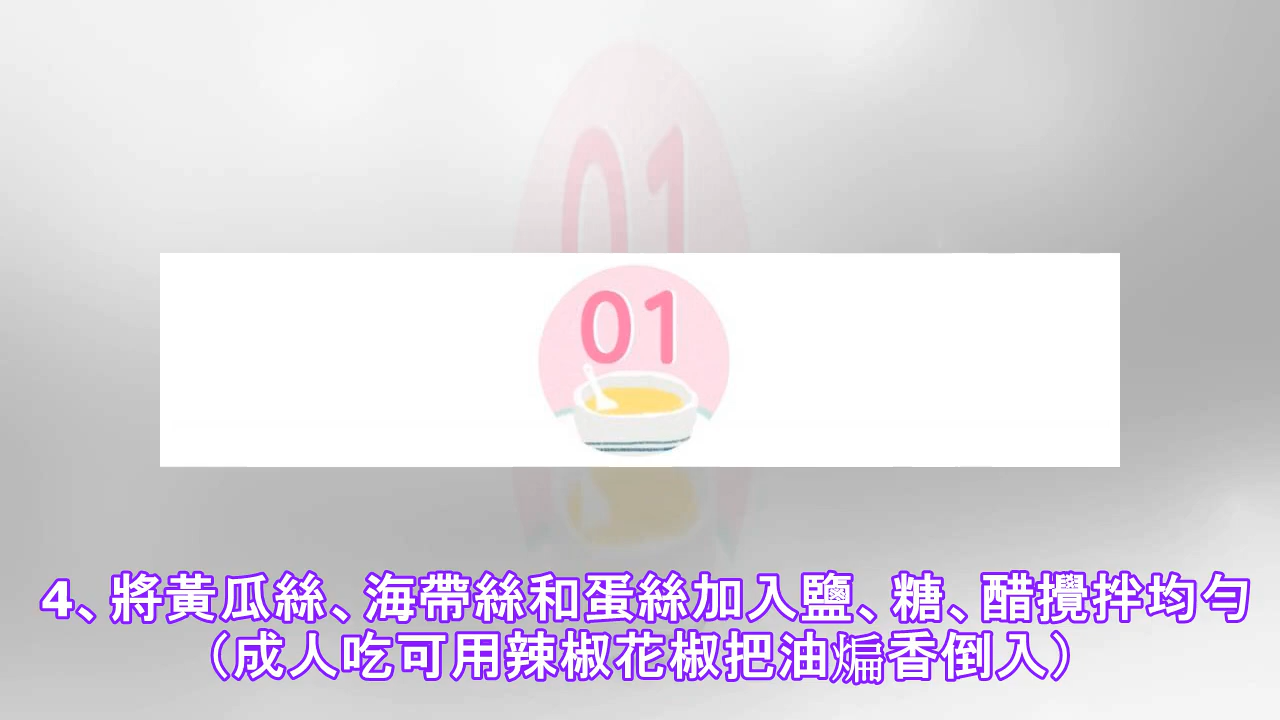 01
01
4、將黃瓜絲、海帶絲和蛋絲加入鹽、糖、醋攪拌均勻
（成人吃可用辣椒花椒把油煸香倒入）